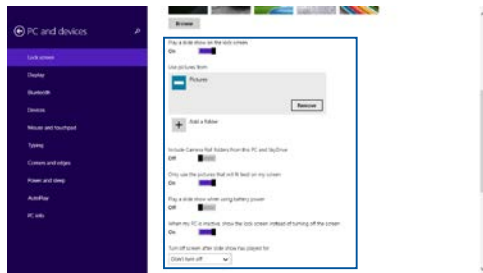 PC and devices
Lock screen
Display
Bluetooth
Devices
Mouse and touchpad
Typing
Corners and edges
Power and sleep
AutoPlay
PC info
Browse
Play a slide show on the lock screen
On
Use pictures from
Pictures
Remove
Add a folder
Include Camera Roll folders from this PC and SkyDrive
Off
Only use the pictures that will fit best on my screen
On
Play a slide show when using battery power
Off
When my PC is inactive, show the lock screen instead of turning off the screen
On
Turn off screen after slide show has played for
Don't turn off